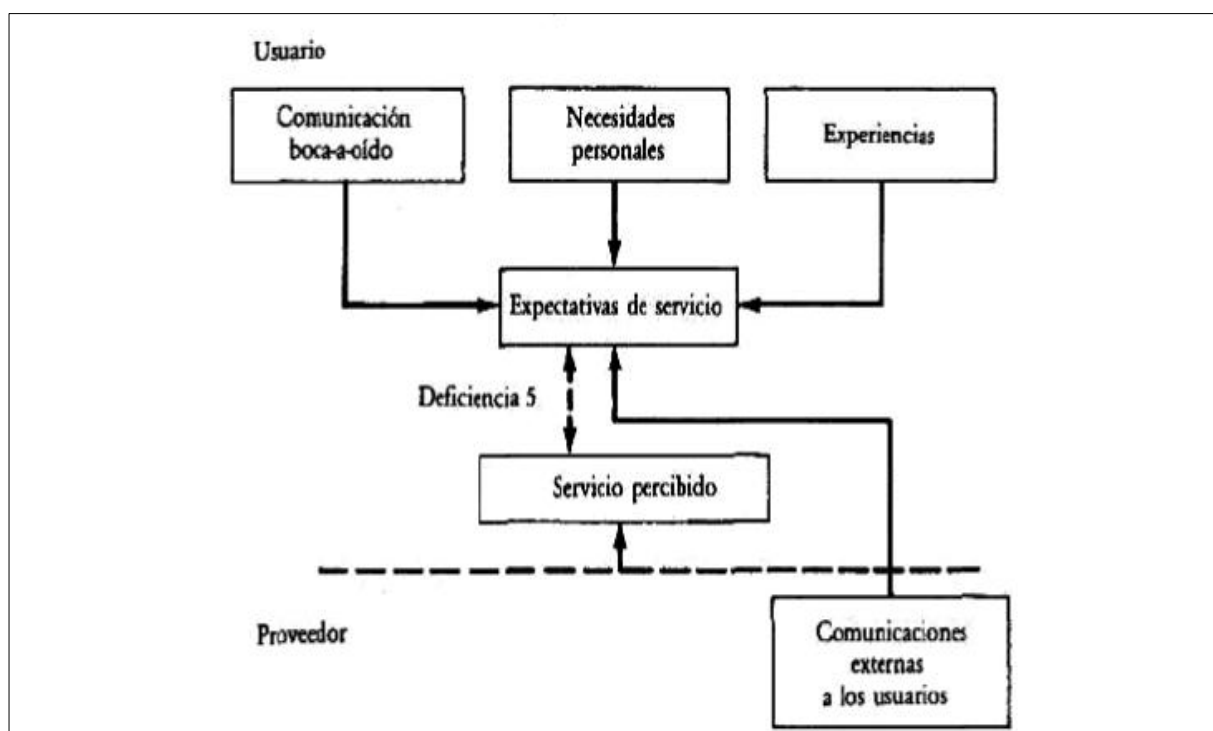 Usuario
Comunicación
boca-a-oído
Necesidades
personales
Experiencias
Expectativas de servicio
Deficiencia 5
Servicio percibido
Proveedor
Comunicaciones
externas
a los usuarios